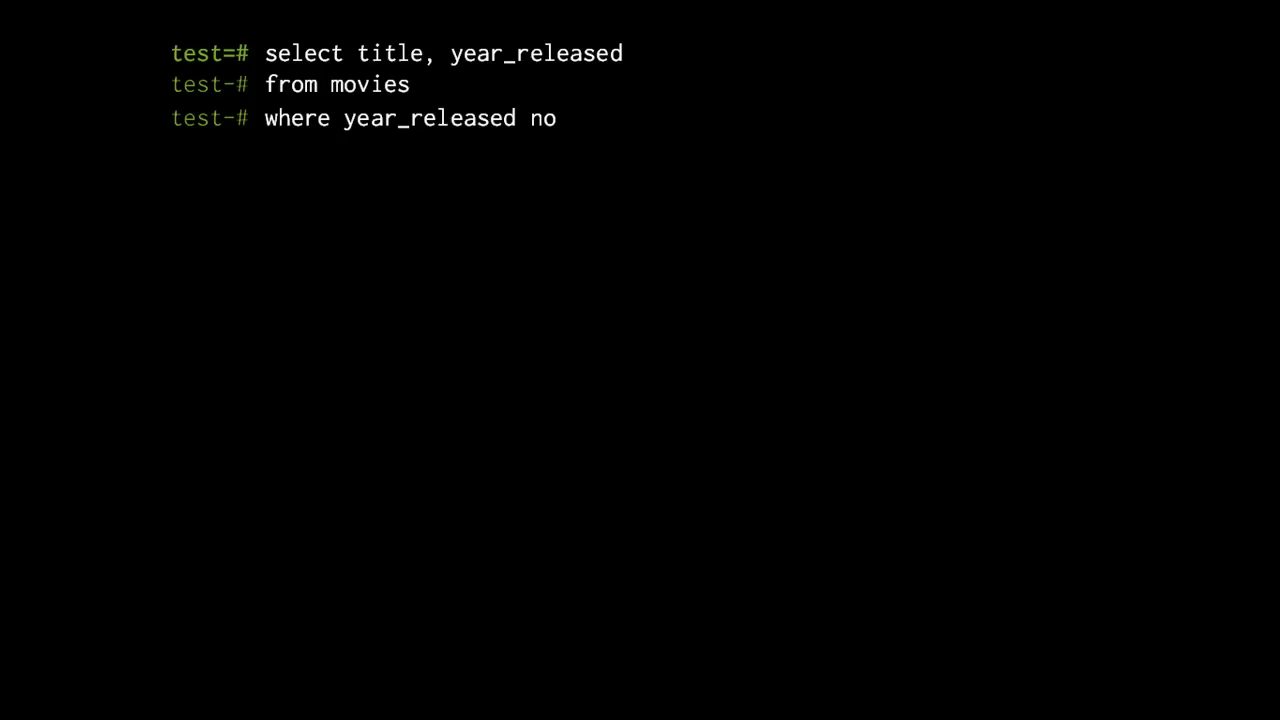 test=# select title, year_released
test-# from movies
test-# where year_released no